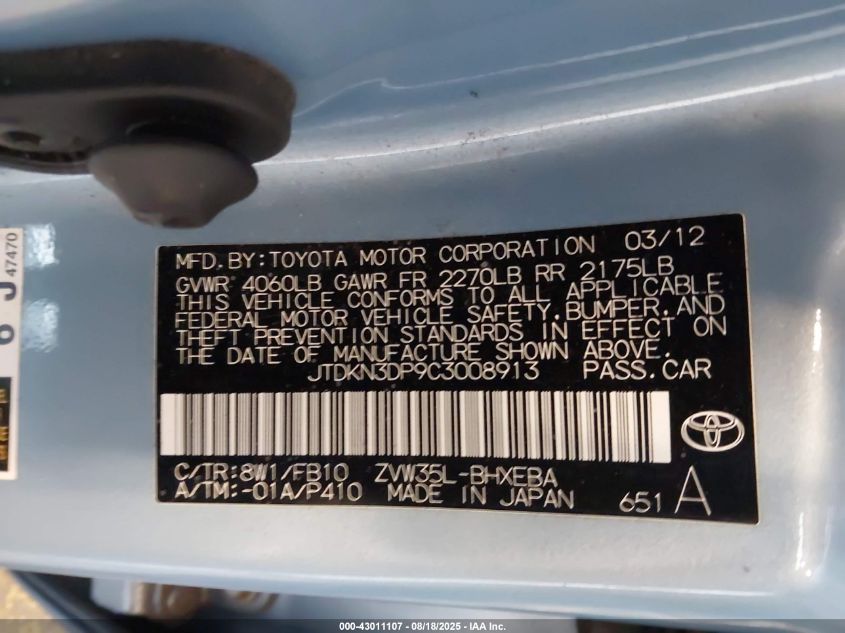 47470
6 J
MFD.BY:TOYOTA MOTOR CORPORATION 03/12
GVWR 4060LB GAWR FR 2270LB RR 2175LB
THIS VEHICLE CONFORMS TO ALL APPLICABLE
FEDERAL MOTOR VEHICLE SAFETY,BUMPER,AND
THEFT PREVENTION STANDARDS IN EFFECT ON
THE DATE OF MANUFACTURE SHOWN ABOVE.
JTDKN3DP9C3008913 PASS.CAR
C/TR:8W1/FB10 ZVW35L-BHXEBA
A/TM:-01A/P410 MADE IN JAPAN 651 A
000-43011107 - 08/18/2025 - IAA Inc.